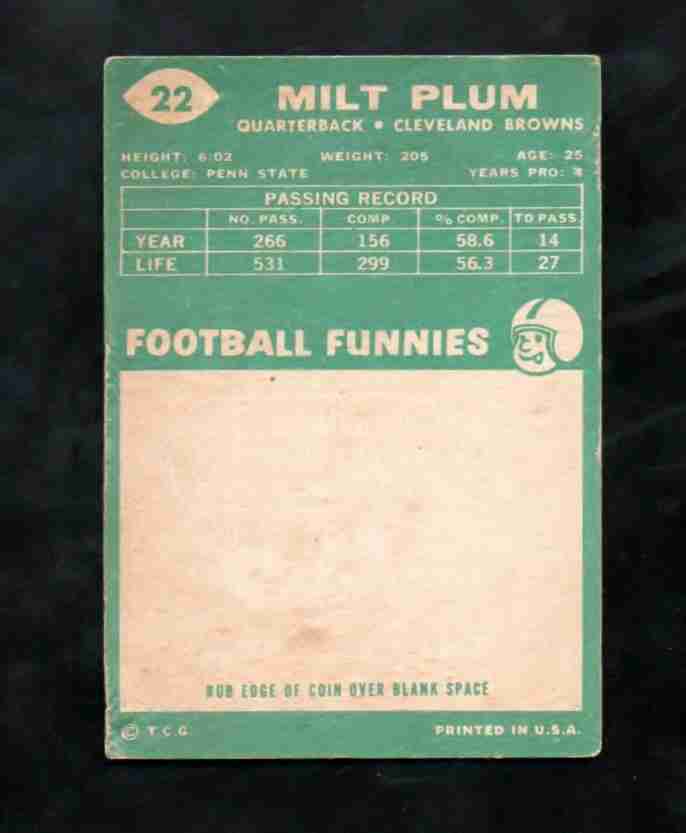 22
MILT PLUM
QUARTERBACK • CLEVELAND BROWNS
HEIGHT: 6:02 WEIGHT: 205 AGE: 25
COLLEGE: PENN STATE YEARS PRO: 4
PASSING RECORD
NO. PASS. COMP. % COMP. TD PASS.
YEAR 266 156 58.6 14
LIFE 531 299 56.3 27
FOOTBALL FUNNIES
RUB EDGE OF COIN OVER BLANK SPACE
© T.C.G. PRINTED IN U.S.A.